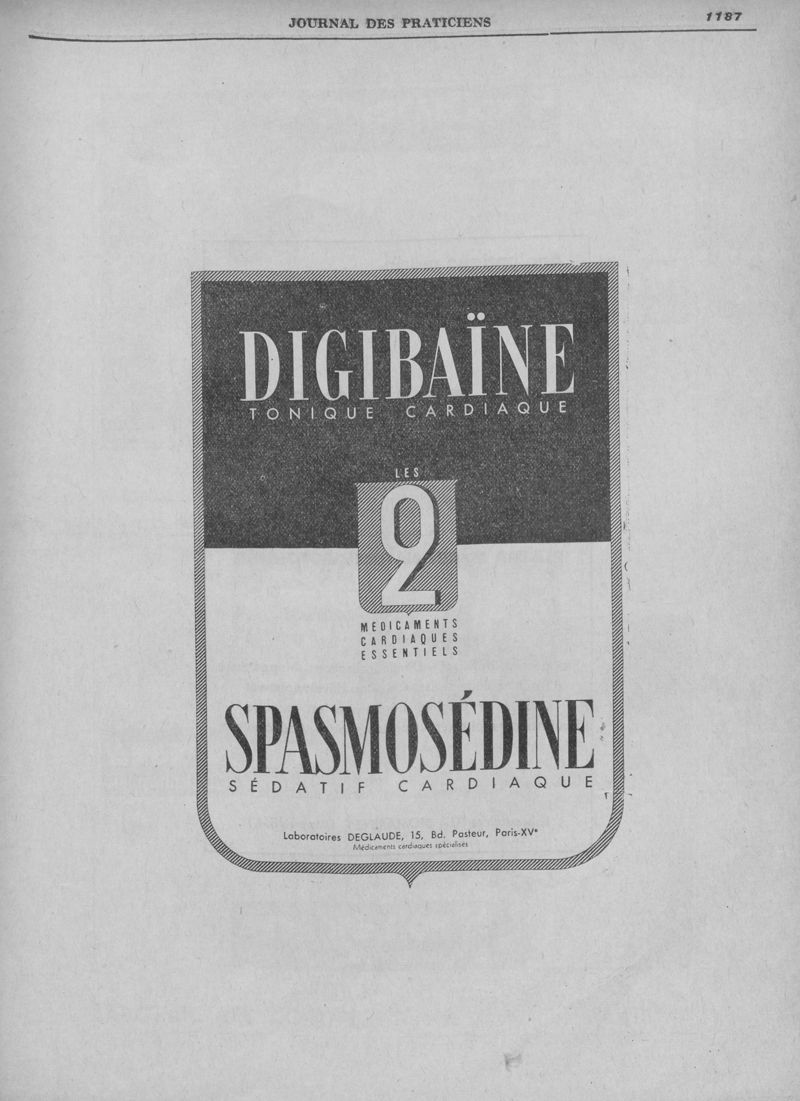 JOURNAL DES PRATICIENS
1187
DIGIBAÏNE
TONIQUE CARDIAQUE
LES
2
MEDICAMENTS
CARDIAQUES
ESSENTIELS
SPASMOSÉDINE
SÉDATIF CARDIAQUE
Laboratoires DEGLAUDE, 15, Bd. Pasteur, Paris-XVᵉ
Médicaments cardiaques spécialisés